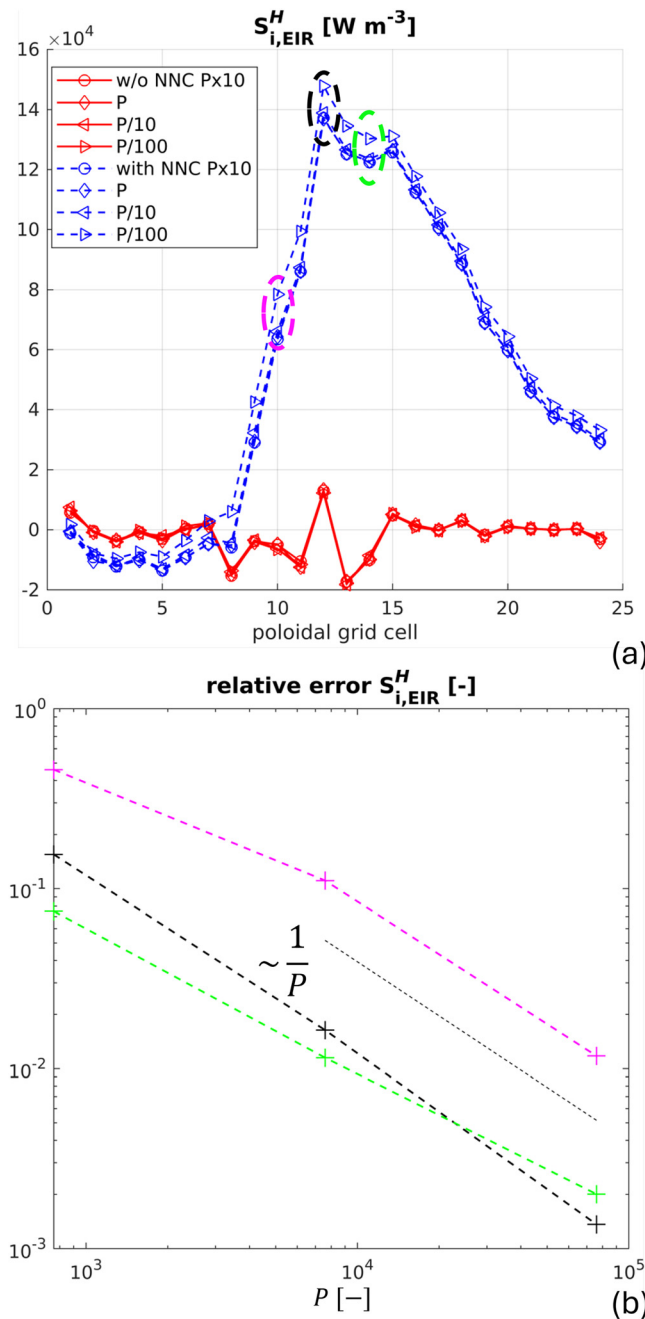 S_{i,EIR}^H [W m^{-3}]
×10^4
16
14
12
10
8
6
4
2
0
-2
w/o NNC Px10
P
P/10
P/100
with NNC Px10
P
P/10
P/100
0 5 10 15 20 25
poloidal grid cell
(a)
relative error S_{i,EIR}^H [-]
10^0
10^{-1}
10^{-2}
10^{-3}
~ 1/P
10^3 10^4 10^5
P [−]
(b)